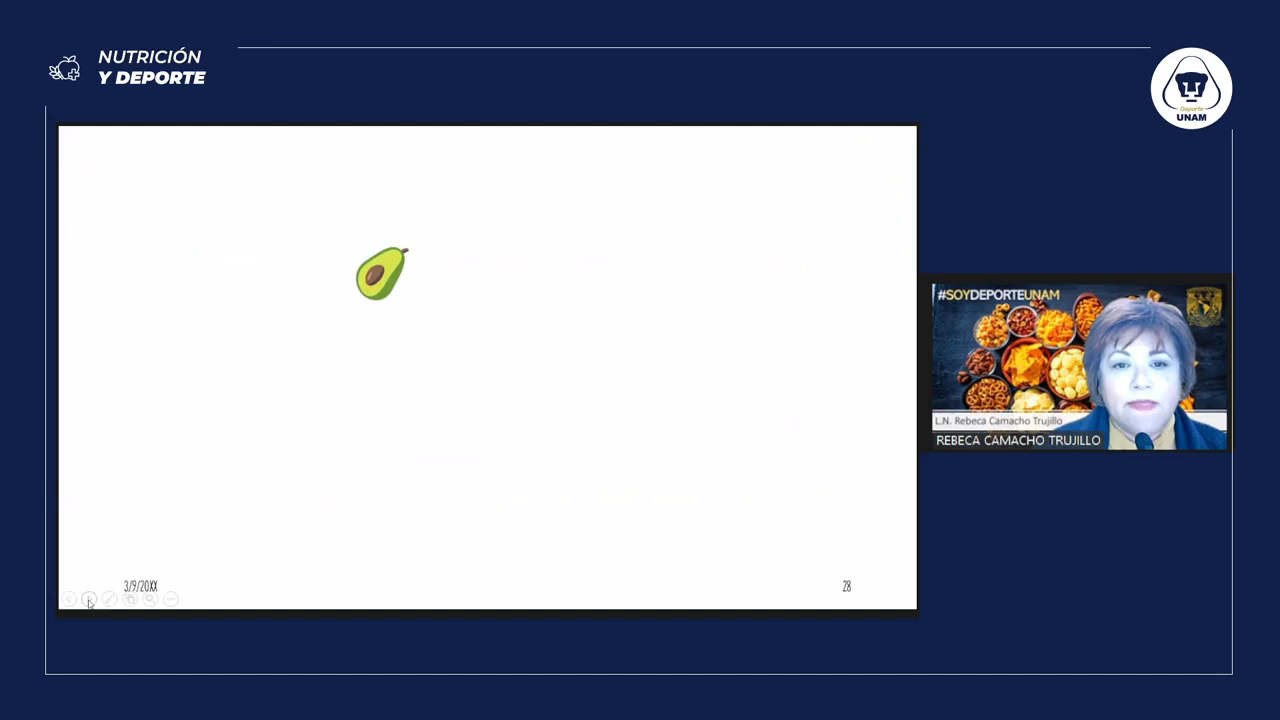 NUTRICIÓN
Y DEPORTE
Deporte
UNAM
#SOYDEPORTEUNAM
L.N. Rebeca Camacho Trujillo
REBECA CAMACHO TRUJILLO
3/9/20XX
28